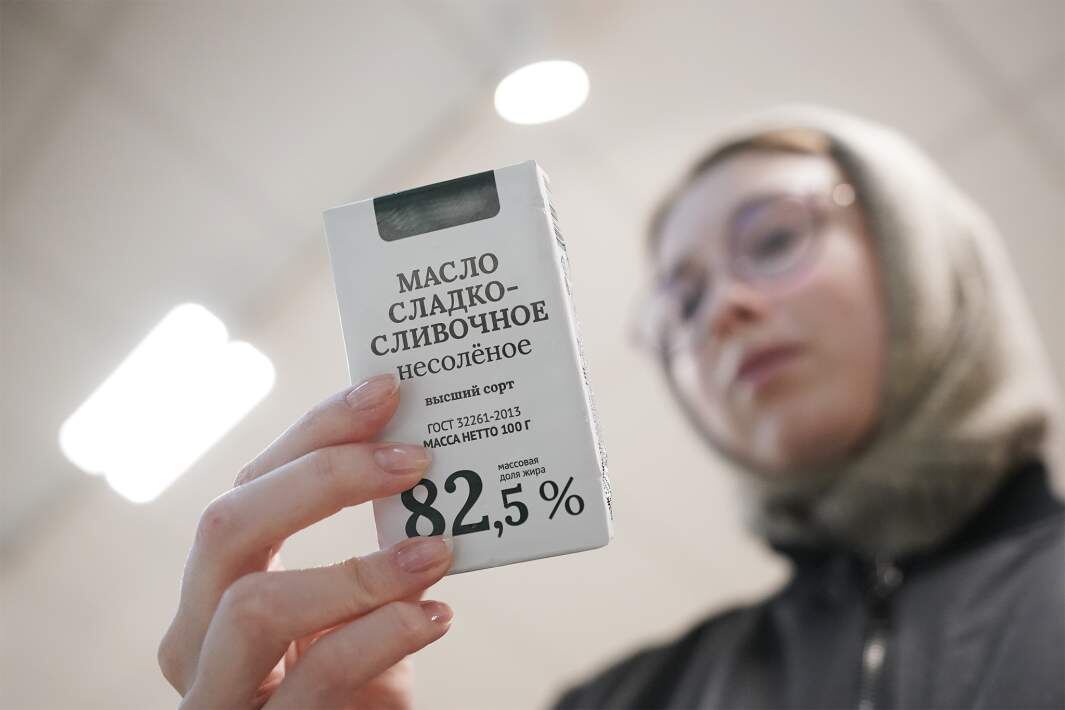 МАСЛО
СЛАДКО-
СЛИВОЧНОЕ
несолёное
высший сорт
ГОСТ 32261-2013
МАССА НЕТТО 100 Г
массовая
доля жира
82,5 %